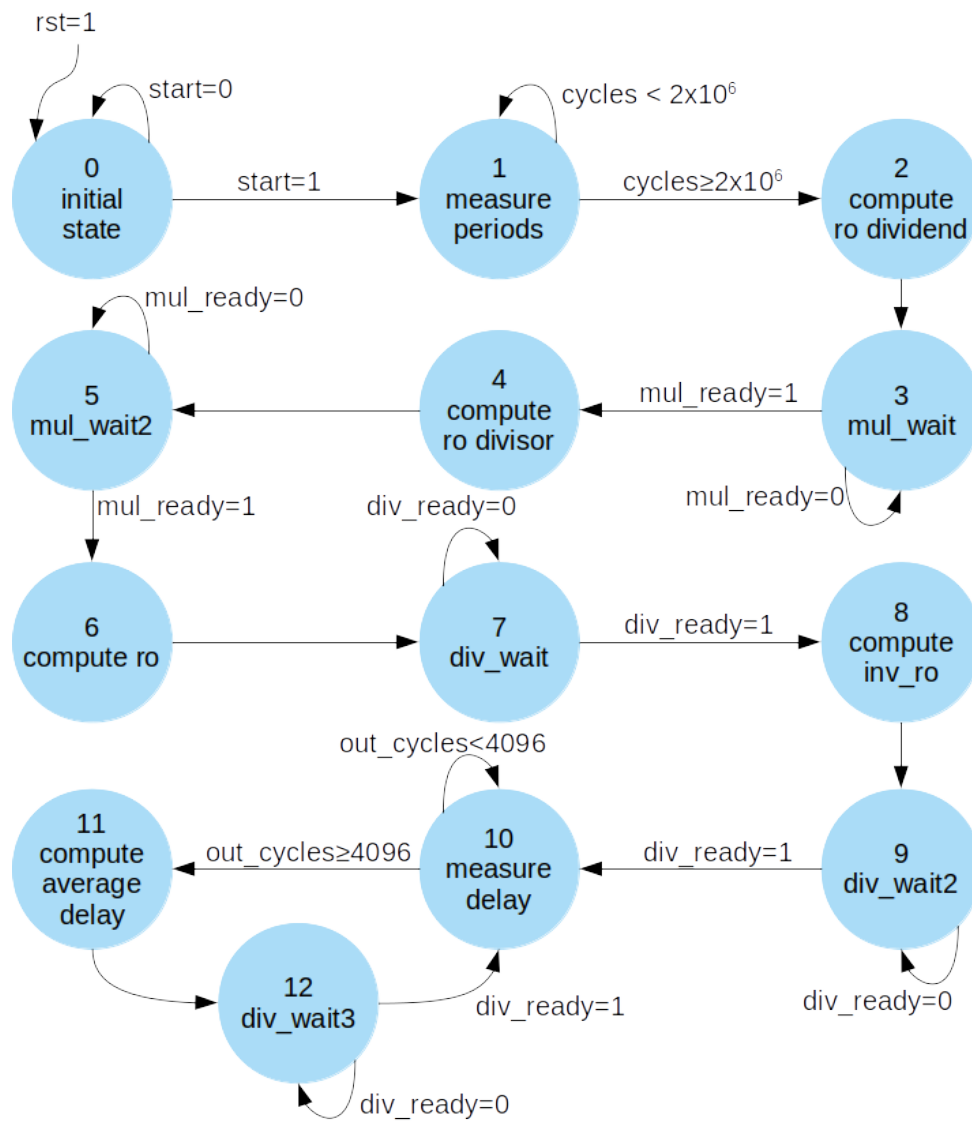 rst=1
start=0
cycles < 2x10⁶
0
initial
state
start=1
1
measure
periods
cycles≥2x10⁶
2
compute
ro dividend
mul_ready=0
5
mul_wait2
4
compute
ro divisor
mul_ready=1
3
mul_wait
mul_ready=0
mul_ready=1
div_ready=0
6
compute ro
7
div_wait
div_ready=1
8
compute
inv_ro
out_cycles<4096
11
compute
average
delay
out_cycles≥4096
10
measure
delay
div_ready=1
9
div_wait2
div_ready=0
12
div_wait3
div_ready=1
div_ready=0